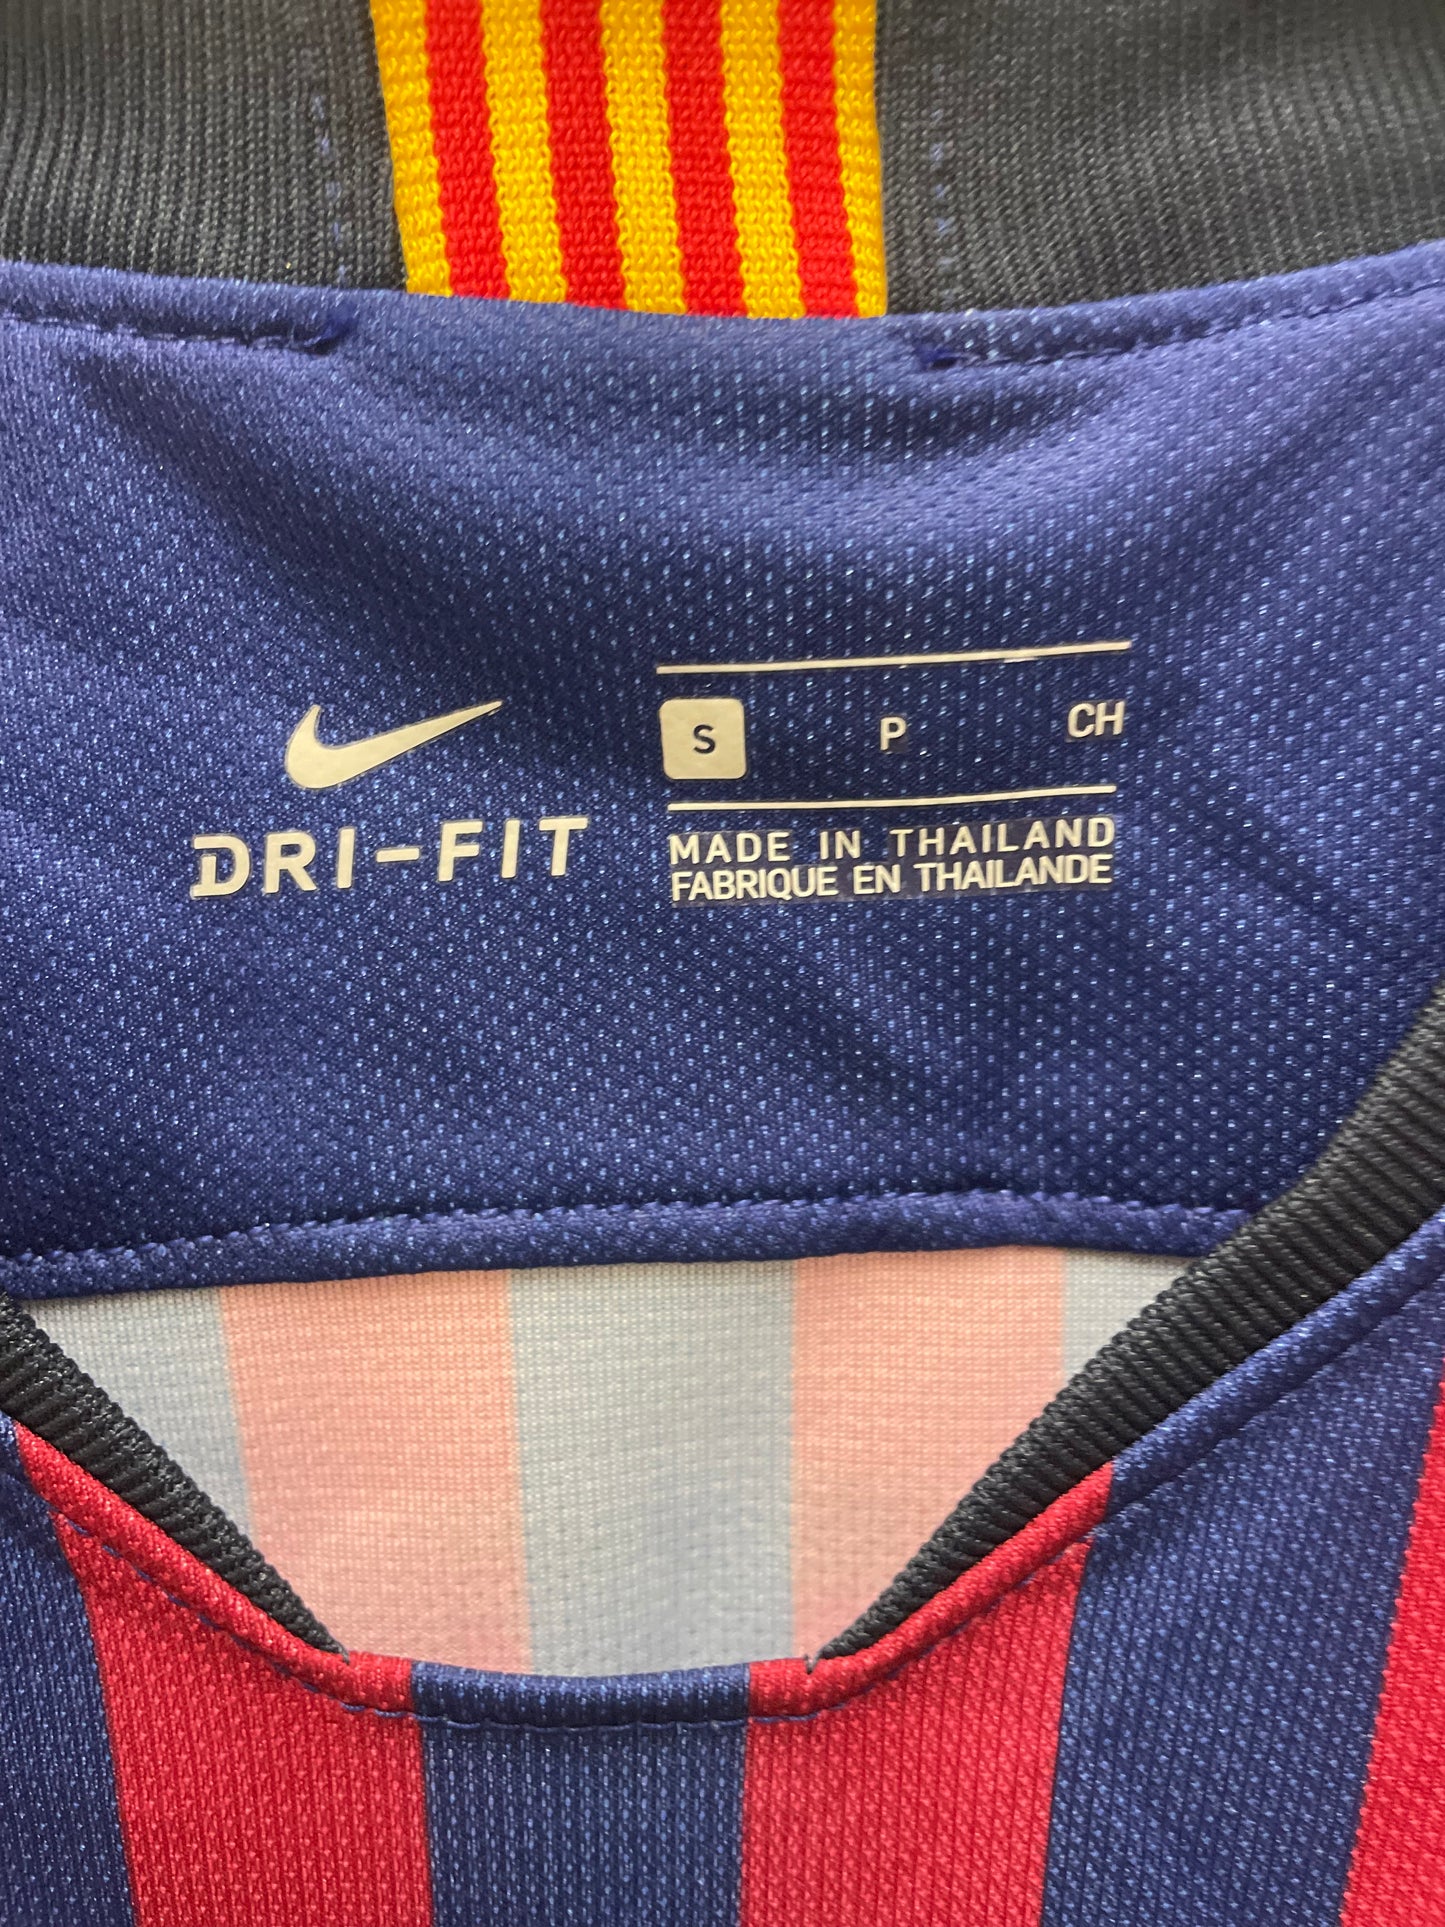 DRI-FIT
S P CH
MADE IN THAILAND
FABRIQUE EN THAILANDE